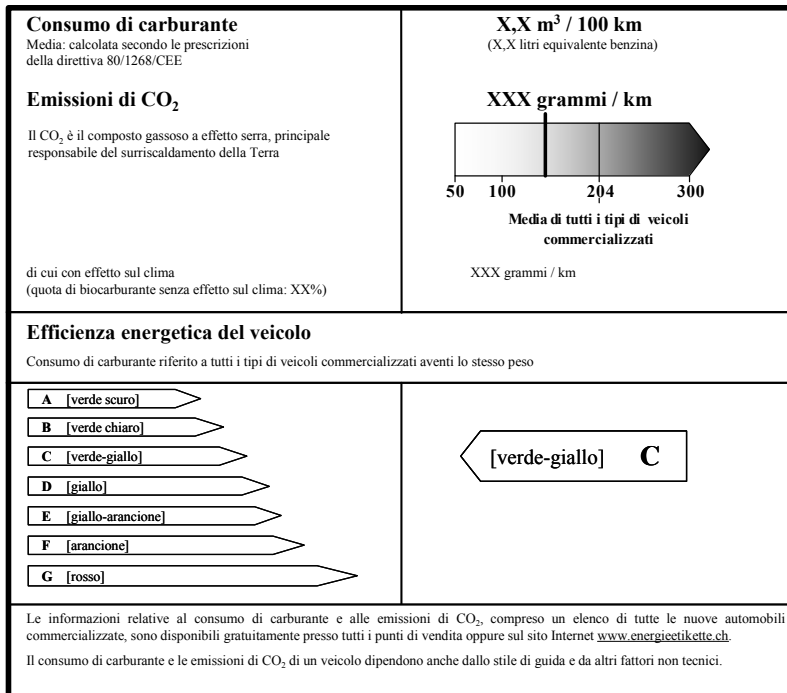 Consumo di carburante
Media: calcolata secondo le prescrizioni
della direttiva 80/1268/CEE
X,X m³ / 100 km
(X,X litri equivalente benzina)
Emissioni di CO₂
XXX grammi / km
Il CO₂ è il composto gassoso a effetto serra, principale
responsabile del surriscaldamento della Terra
50 100 204 300
Media di tutti i tipi di veicoli
commercializzati
di cui con effetto sul clima
(quota di biocarburante senza effetto sul clima: XX%)
XXX grammi / km
Efficienza energetica del veicolo
Consumo di carburante riferito a tutti i tipi di veicoli commercializzati aventi lo stesso peso
A [verde scuro]
B [verde chiaro]
C [verde-giallo]
D [giallo]
E [giallo-arancione]
F [arancione]
G [rosso]
[verde-giallo] C
Le informazioni relative al consumo di carburante e alle emissioni di CO₂, compreso un elenco di tutte le nuove automobili
commercializzate, sono disponibili gratuitamente presso tutti i punti di vendita oppure sul sito Internet www.energieetikette.ch.
Il consumo di carburante e le emissioni di CO₂ di un veicolo dipendono anche dallo stile di guida e da altri fattori non tecnici.